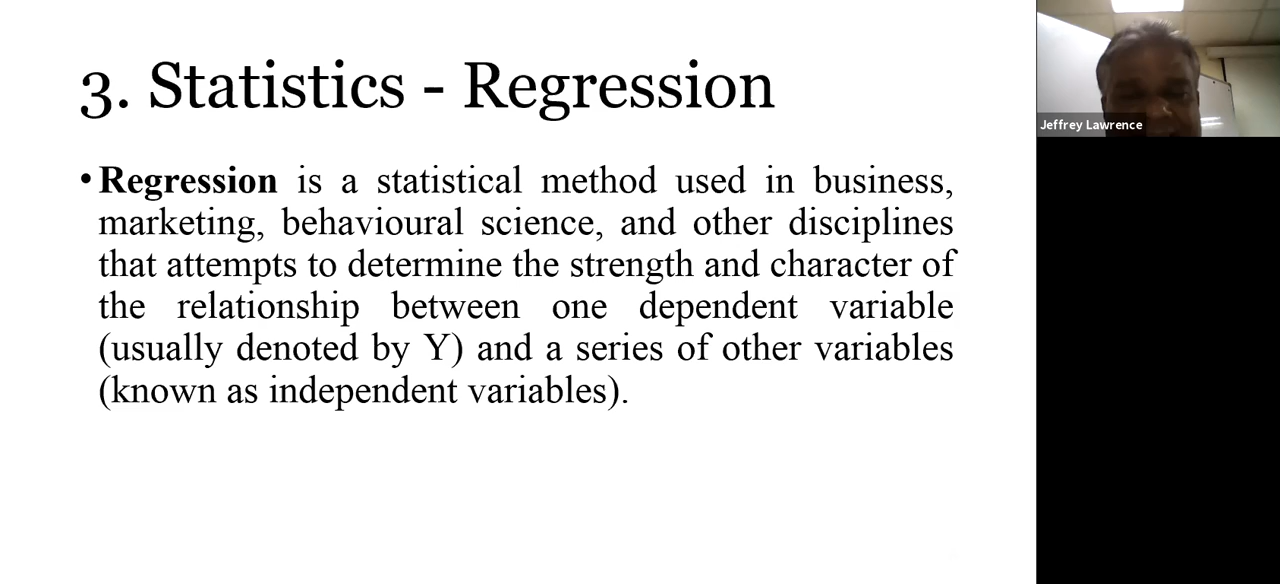 3. Statistics - Regression
• Regression is a statistical method used in business,
marketing, behavioural science, and other disciplines
that attempts to determine the strength and character of
the relationship between one dependent variable
(usually denoted by Y) and a series of other variables
(known as independent variables).
Jeffrey Lawrence